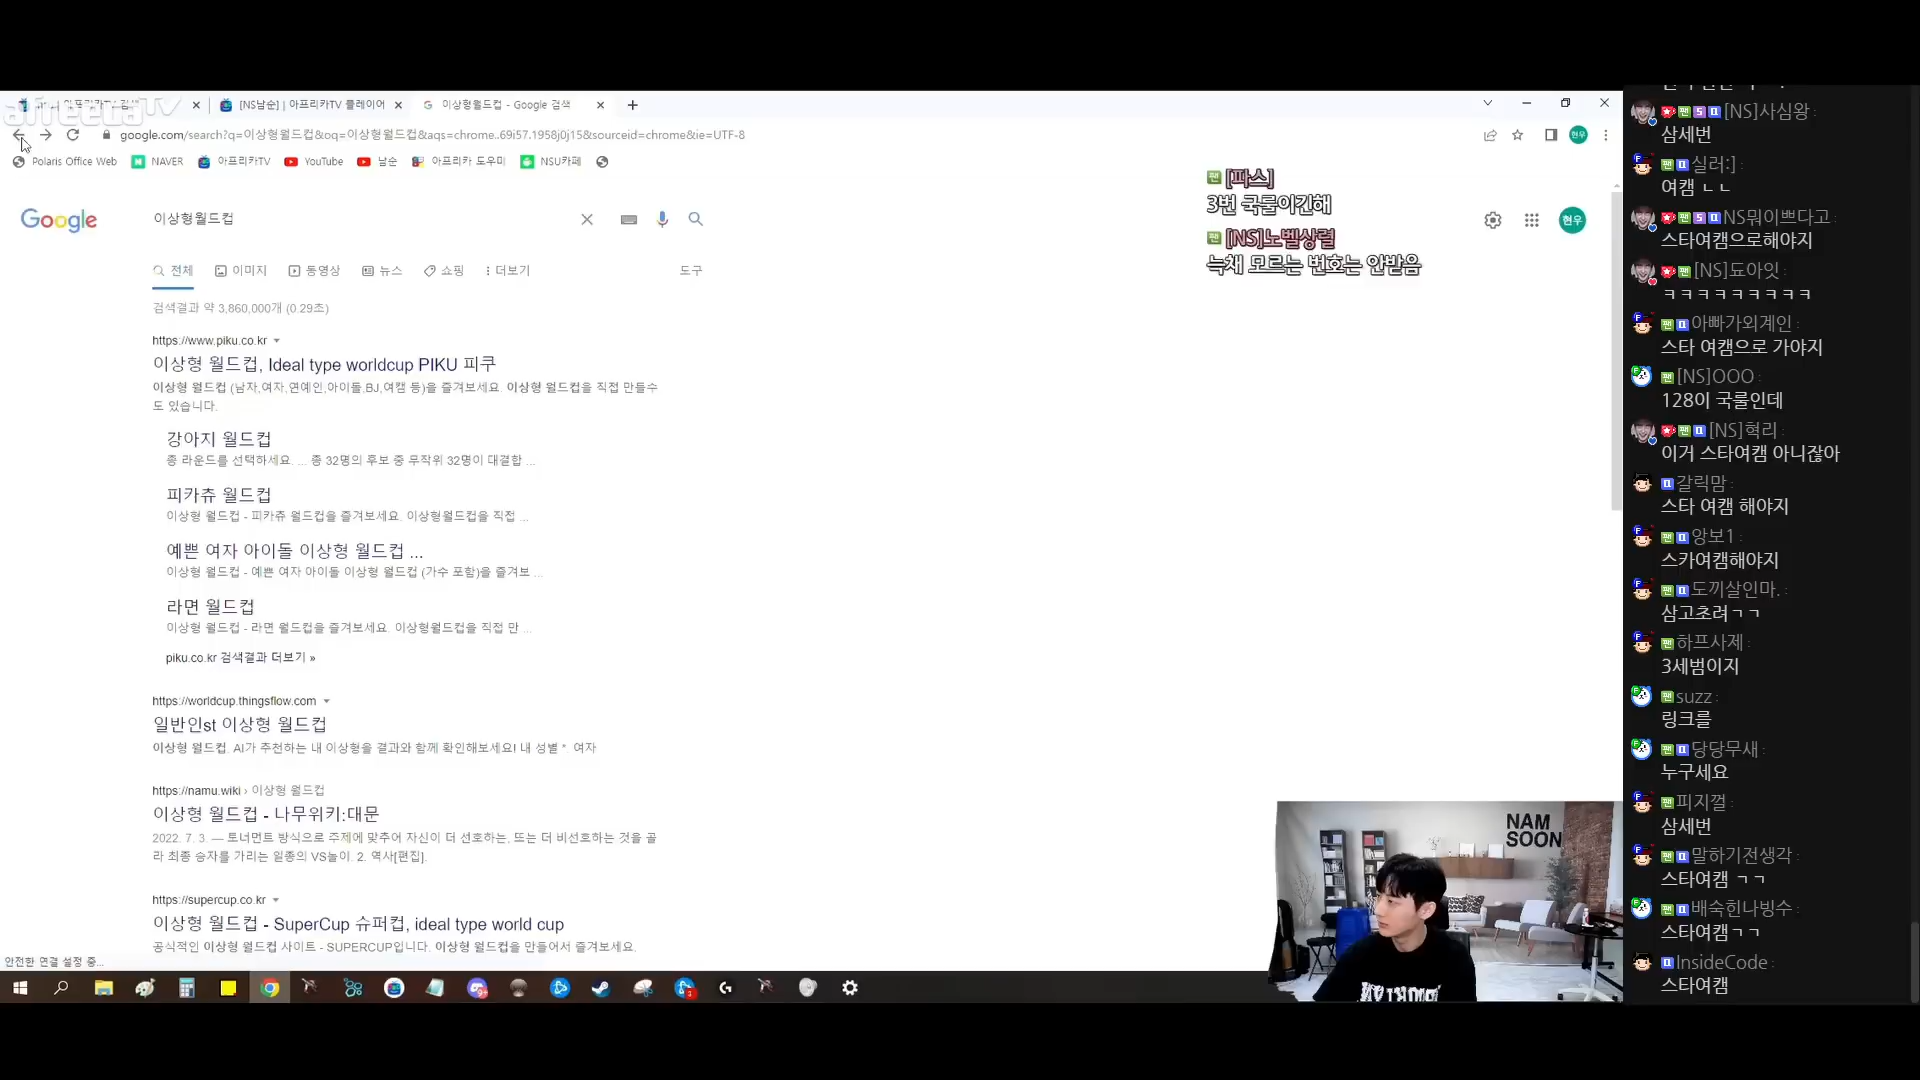 afreecaTV
[NS남순] | 아프리카TV 플레이어
이상형월드컵 - Google 검색
google.com/search?q=이상형월드컵&oq=이상형월드컵&aqs=chrome..69i57.1958j0j15&sourceid=chrome&ie=UTF-8
현우
Polaris Office Web
NAVER
아프리카TV
YouTube
남순
아프리카 도우미
NSU카페
Google
이상형월드컵
현우
전체
이미지
동영상
뉴스
쇼핑
더보기
도구
검색결과 약 3,860,000개 (0.29초)
https://www.piku.co.kr
이상형 월드컵, Ideal type worldcup PIKU 피쿠
이상형 월드컵 (남자,여자,연예인,아이돌,BJ,여캠 등)을 즐겨보세요. 이상형 월드컵을 직접 만들수
도 있습니다.
강아지 월드컵
총 라운드를 선택하세요. ... 총 32명의 후보 중 무작위 32명이 대결합 ...
피카츄 월드컵
이상형 월드컵 - 피카츄 월드컵을 즐겨보세요. 이상형월드컵을 직접 ...
예쁜 여자 아이돌 이상형 월드컵 ...
이상형 월드컵 - 예쁜 여자 아이돌 이상형 월드컵 (가수 포함)을 즐겨보 ...
라면 월드컵
이상형 월드컵 - 라면 월드컵을 즐겨보세요. 이상형월드컵을 직접 만 ...
piku.co.kr 검색결과 더보기 »
https://worldcup.thingsflow.com
일반인st 이상형 월드컵
이상형 월드컵. AI가 추천하는 내 이상형을 결과와 함께 확인해보세요! 내 성별 * 여자
https://namu.wiki › 이상형 월드컵
이상형 월드컵 - 나무위키:대문
2022. 7. 3. — 토너먼트 방식으로 주제에 맞추어 자신이 더 선호하는, 또는 더 비선호하는 것을 골
라 최종 승자를 가리는 일종의 VS놀이. 2. 역사[편집].
https://supercup.co.kr
이상형 월드컵 - SuperCup 슈퍼컵, ideal type world cup
공식적인 이상형 월드컵 사이트 - SUPERCUP입니다. 이상형 월드컵을 만들어서 즐겨보세요.
안전한 연결 설정 중...
팬 [파스]
3번 국룰이긴해
팬 [NS]노벨상렬
늑채 모르는 번호는 안받음
NAM
SOON
[NS]사심왕 :
삼세번
실러:] :
여캠 ㄴㄴ
NS뭐이쁘다고 :
스타여캠으로해야지
[NS]됴아잇 :
ㅋㅋㅋㅋㅋㅋㅋㅋㅋ
아빠가외계인 :
스타 여캠으로 가야지
[NS]OOO :
128이 국룰인데
[NS]혁리 :
이거 스타여캠 아니잖아
갈릭맘 :
스타 여캠 해야지
앙보1 :
스카여캠해야지
도끼살인마. :
삼고초려ㄱㄱ
하프사제 :
3세범이지
suzz :
링크를
당당무새 :
누구세요
피지껄 :
삼세번
말하기전생각 :
스타여캠 ㄱㄱ
배숙힌나빙수 :
스타여캠ㄱㄱ
InsideCode :
스타여캠